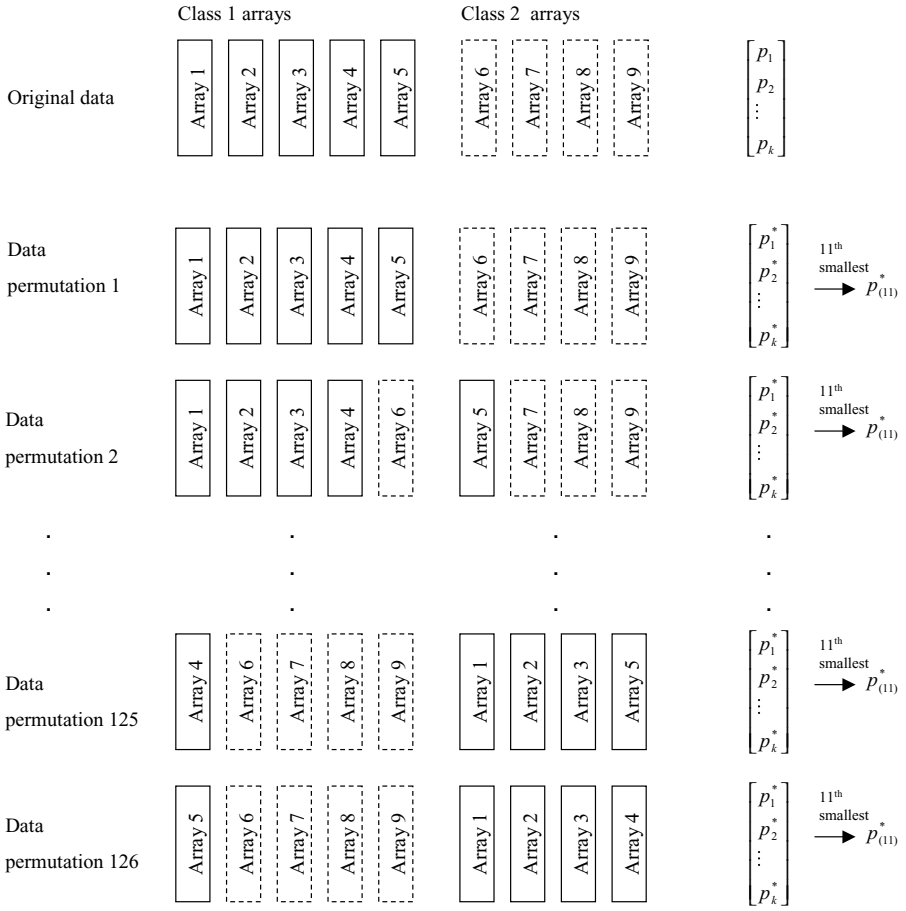 Class 1 arrays Class 2 arrays
Original data
Array 1 Array 2 Array 3 Array 4 Array 5 Array 6 Array 7 Array 8 Array 9
p₁
p₂
⋮
pₖ
Data
permutation 1
Array 1 Array 2 Array 3 Array 4 Array 5 Array 6 Array 7 Array 8 Array 9
p₁*
p₂*
⋮
pₖ*
11th
smallest
p*₍₁₁₎
Data
permutation 2
Array 1 Array 2 Array 3 Array 4 Array 6 Array 5 Array 7 Array 8 Array 9
p₁*
p₂*
⋮
pₖ*
11th
smallest
p*₍₁₁₎
. . . .
. . . .
. . . .
Data
permutation 125
Array 4 Array 6 Array 7 Array 8 Array 9 Array 1 Array 2 Array 3 Array 5
p₁*
p₂*
⋮
pₖ*
11th
smallest
p*₍₁₁₎
Data
permutation 126
Array 5 Array 6 Array 7 Array 8 Array 9 Array 1 Array 2 Array 3 Array 4
p₁*
p₂*
⋮
pₖ*
11th
smallest
p*₍₁₁₎